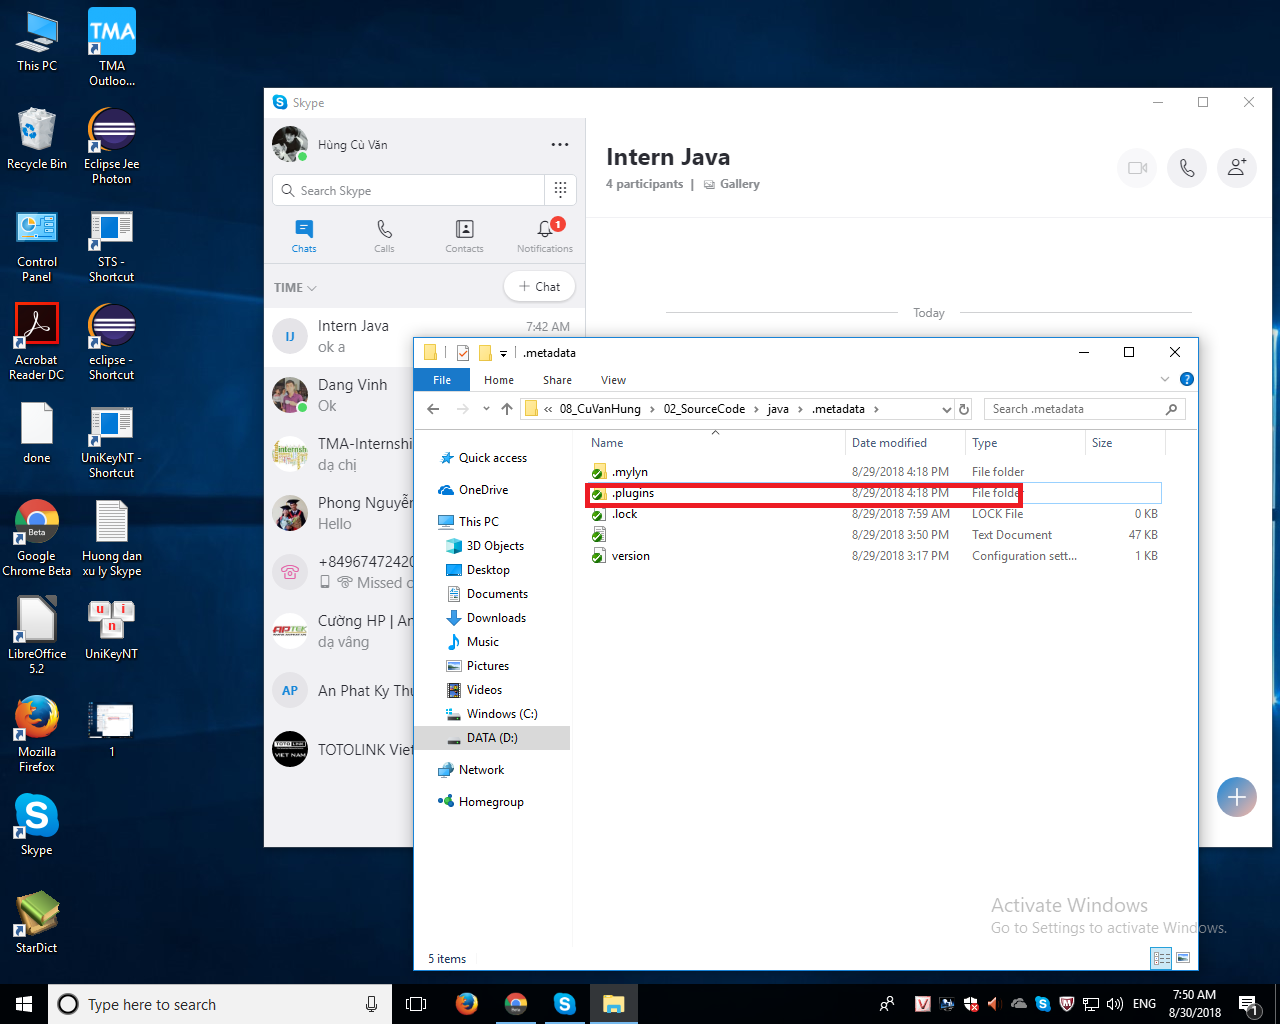 This PC
TMA
TMA
Outloo...
Recycle Bin
Eclipse Jee
Photon
Control
Panel
STS -
Shortcut
Acrobat
Reader DC
eclipse -
Shortcut
done
UniKeyNT -
Shortcut
Beta
Google
Chrome Beta
Huong dan
xu ly Skype
LibreOffice
5.2
u i n
UniKeyNT
Mozilla
Firefox
1
Skype
StarDict
Skype
Hùng Cù Văn
Search Skype
Chats
Calls
Contacts
1
Notifications
TIME
+ Chat
IJ
Intern Java
7:42 AM
ok a
Dang Vinh
Ok
TMA-Internshi
dạ chị
Phong Nguyễn
Hello
+84967472420
Missed c
Cường HP | An
dạ vâng
AP
An Phat Ky Thu
TOTOLINK Viet
Intern Java
4 participants | Gallery
Today
.metadata
File
Home
Share
View
« 08_CuVanHung > 02_SourceCode > java > .metadata >
Search .metadata
Quick access
OneDrive
This PC
3D Objects
Desktop
Documents
Downloads
Music
Pictures
Videos
Windows (C:)
DATA (D:)
Network
Homegroup
Name Date modified Type Size
.mylyn 8/29/2018 4:18 PM File folder
.plugins 8/29/2018 4:18 PM File folder
.lock 8/29/2018 7:59 AM LOCK File 0 KB
8/29/2018 3:50 PM Text Document 47 KB
version 8/29/2018 3:17 PM Configuration sett... 1 KB
5 items
Activate Windows
Go to Settings to activate Windows.
Type here to search
ENG
7:50 AM
8/30/2018
1